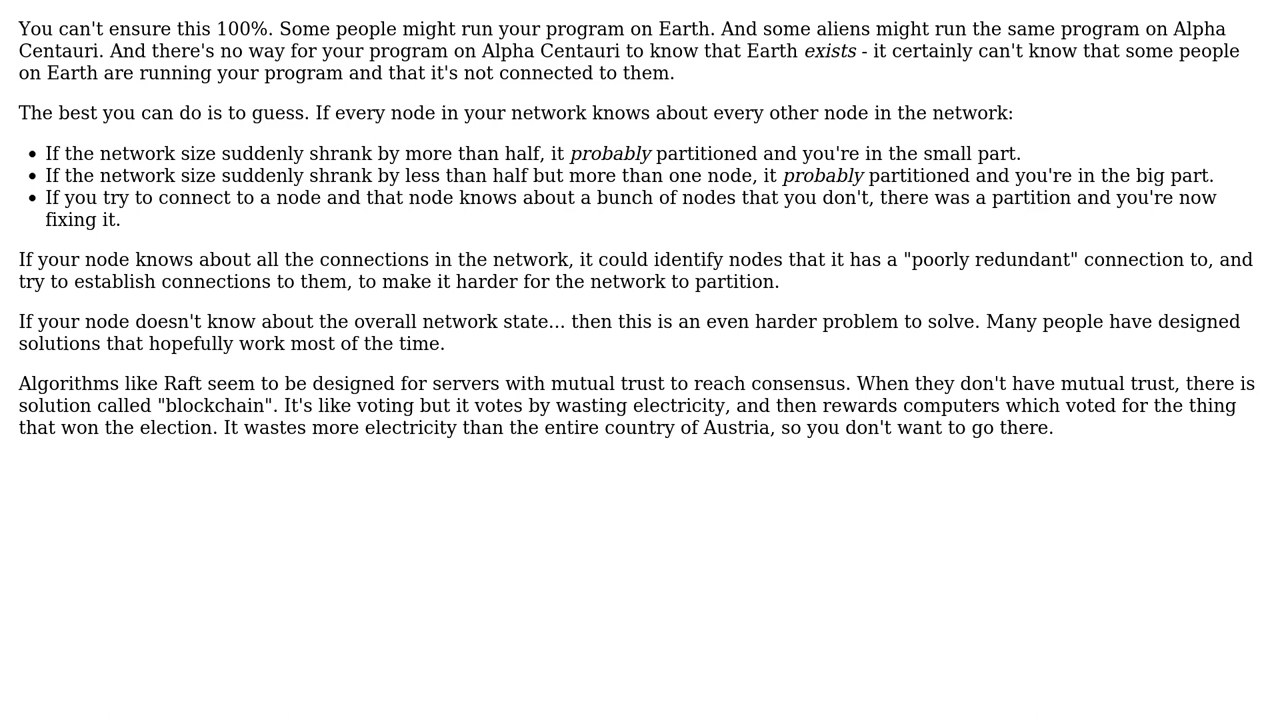 You can't ensure this 100%. Some people might run your program on Earth. And some aliens might run the same program on Alpha
Centauri. And there's no way for your program on Alpha Centauri to know that Earth exists - it certainly can't know that some people
on Earth are running your program and that it's not connected to them.
The best you can do is to guess. If every node in your network knows about every other node in the network:
• If the network size suddenly shrank by more than half, it probably partitioned and you're in the small part.
• If the network size suddenly shrank by less than half but more than one node, it probably partitioned and you're in the big part.
• If you try to connect to a node and that node knows about a bunch of nodes that you don't, there was a partition and you're now
fixing it.
If your node knows about all the connections in the network, it could identify nodes that it has a "poorly redundant" connection to, and
try to establish connections to them, to make it harder for the network to partition.
If your node doesn't know about the overall network state... then this is an even harder problem to solve. Many people have designed
solutions that hopefully work most of the time.
Algorithms like Raft seem to be designed for servers with mutual trust to reach consensus. When they don't have mutual trust, there is
solution called "blockchain". It's like voting but it votes by wasting electricity, and then rewards computers which voted for the thing
that won the election. It wastes more electricity than the entire country of Austria, so you don't want to go there.